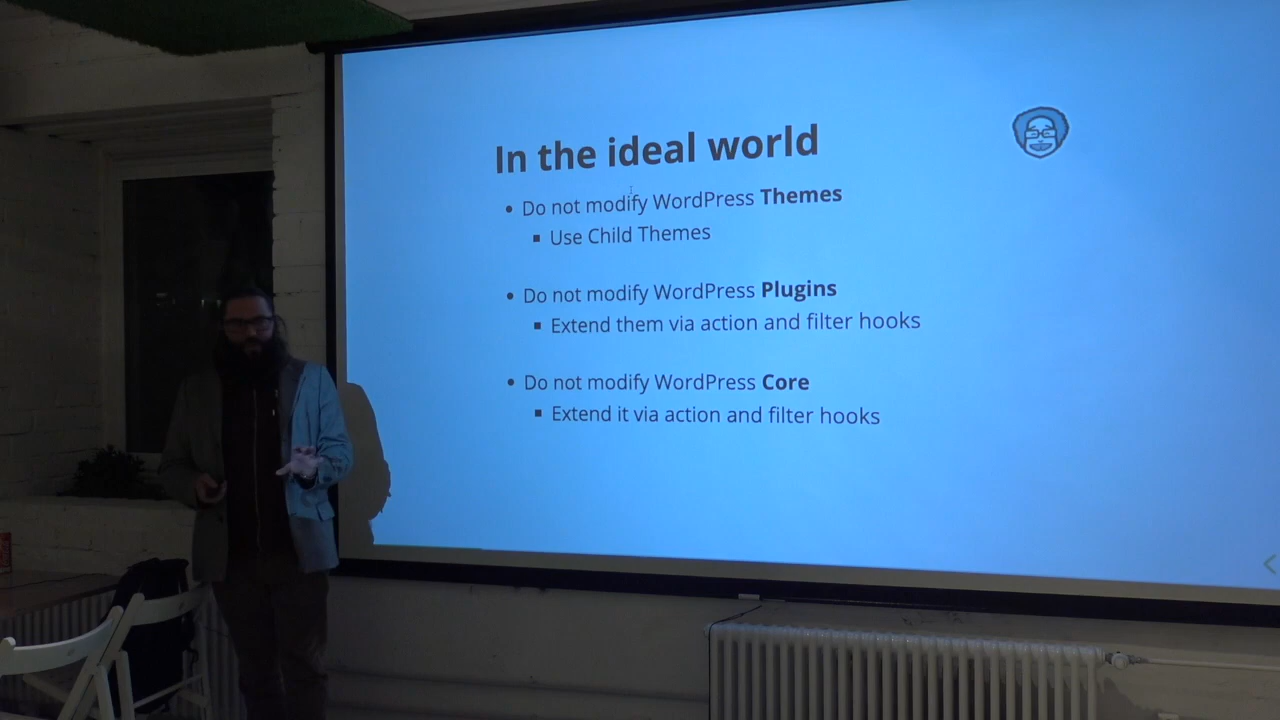 In the ideal world
• Do not modify WordPress Themes
▪ Use Child Themes
• Do not modify WordPress Plugins
▪ Extend them via action and filter hooks
• Do not modify WordPress Core
▪ Extend it via action and filter hooks